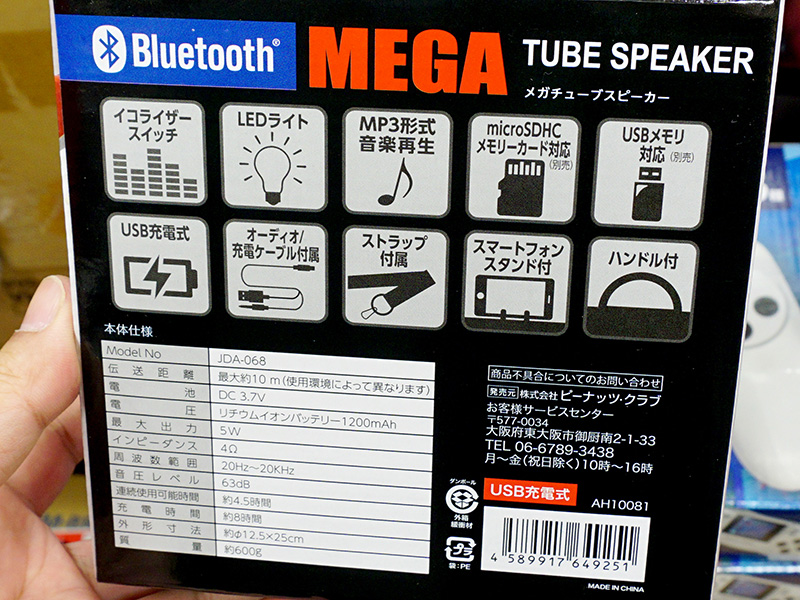 Bluetooth® MEGA TUBE SPEAKER
メガチューブスピーカー
イコライザー
スイッチ
LEDライト
MP3形式
音楽再生
microSDHC
メモリーカード対応
(別売)
USBメモリ
対応(別売)
USB充電式
オーディオ/
充電ケーブル付属
ストラップ
付属
スマートフォン
スタンド付
ハンドル付
本体仕様
Model No JDA-068
伝送距離 最大約10m(使用環境によって異なります)
電池 DC 3.7V
電圧 リチウムイオンバッテリー1200mAh
最大出力 5W
インピーダンス 4Ω
周波数範囲 20Hz~20KHz
音圧レベル 63dB
連続使用可能時間 約4.5時間
充電時間 約8時間
外形寸法 約φ12.5×25cm
質量 約600g
商品不具合についてのお問い合わせ
発売元 株式会社 ピーナッツ・クラブ
お客様サービスセンター
〒577-0034
大阪府東大阪市御厨南2-1-33
TEL 06-6789-3438
月~金(祝日除く)10時~16時
ダンボール
外箱
緩衝材
プラ
袋:PE
USB充電式
AH10081
4 589917 649251
MADE IN CHINA